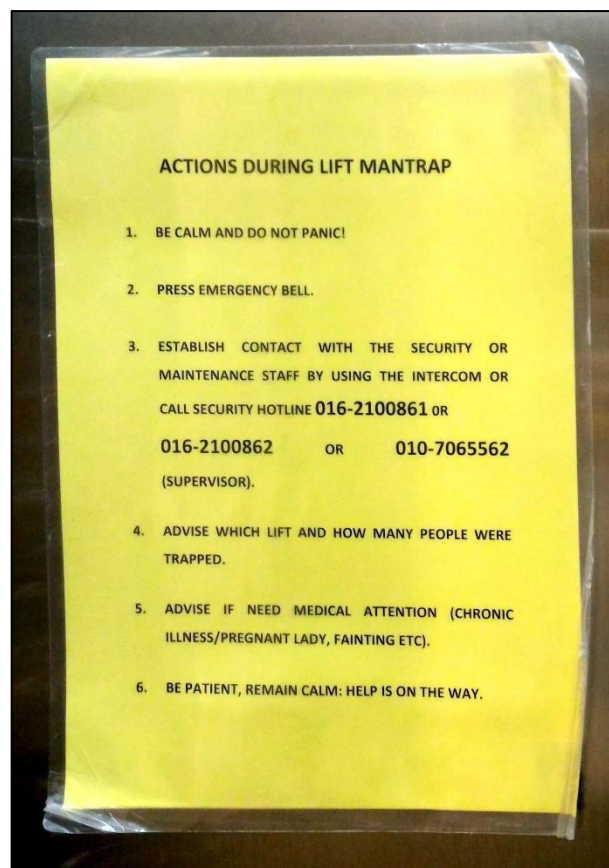 ACTIONS DURING LIFT MANTRAP
1. BE CALM AND DO NOT PANIC!
2. PRESS EMERGENCY BELL.
3. ESTABLISH CONTACT WITH THE SECURITY OR
MAINTENANCE STAFF BY USING THE INTERCOM OR
CALL SECURITY HOTLINE 016-2100861 0R
016-2100862 OR 010-7065562
(SUPERVISOR).
4. ADVISE WHICH LIFT AND HOW MANY PEOPLE WERE
TRAPPED.
5. ADVISE IF NEED MEDICAL ATTENTION (CHRONIC
ILLNESS/PREGNANT LADY, FAINTING ETC).
6. BE PATIENT, REMAIN CALM: HELP IS ON THE WAY.